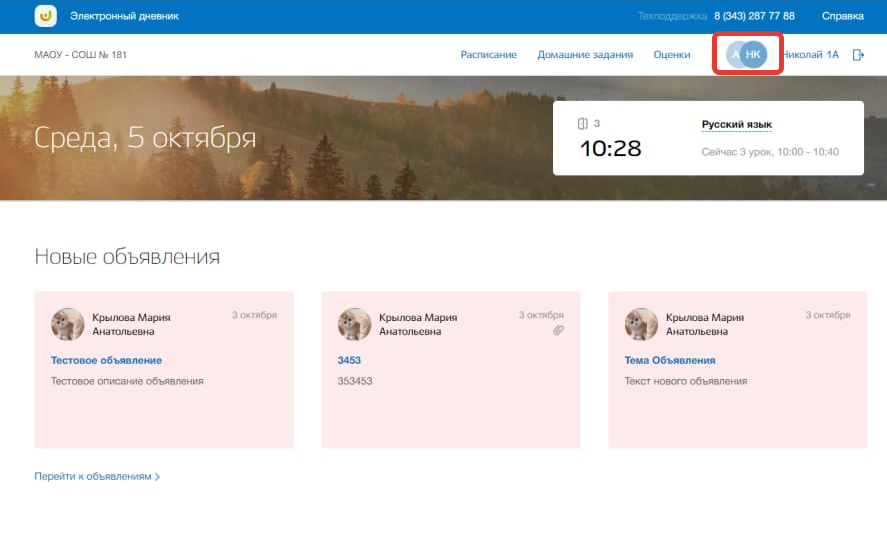 Электронный дневник
Техподдержка 8 (343) 287 77 88
Справка
МАОУ - СОШ № 181
Расписание
Домашние задания
Оценки
А
НК
Николай 1А
Среда, 5 октября
3
10:28
Русский язык
Сейчас 3 урок, 10:00 - 10:40
Новые объявления
Крылова Мария
Анатольевна
3 октября
Тестовое объявление
Тестовое описание объявления
Крылова Мария
Анатольевна
3 октября
3453
353453
Крылова Мария
Анатольевна
3 октября
Тема Объявления
Текст нового объявления
Перейти к объявлениям